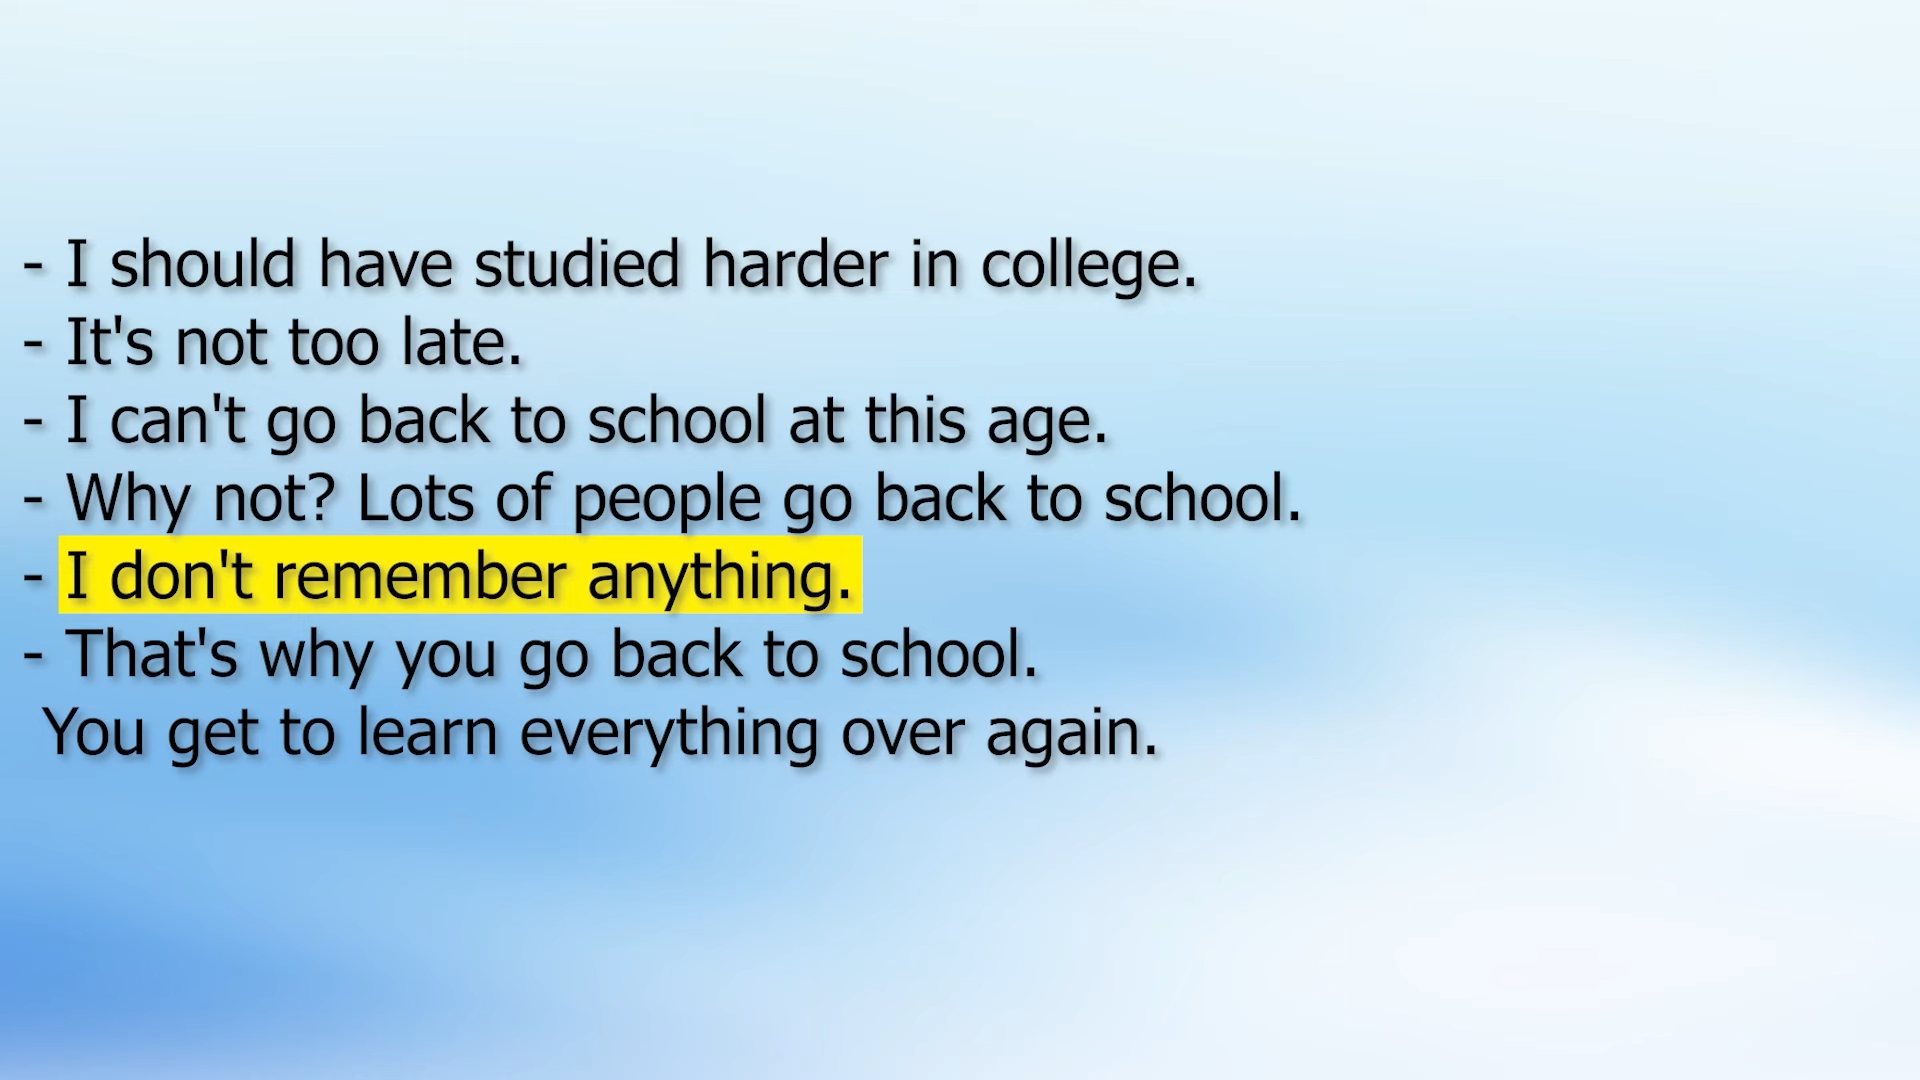 - I should have studied harder in college.
- It's not too late.
- I can't go back to school at this age.
- Why not? Lots of people go back to school.
- I don't remember anything.
- That's why you go back to school.
You get to learn everything over again.